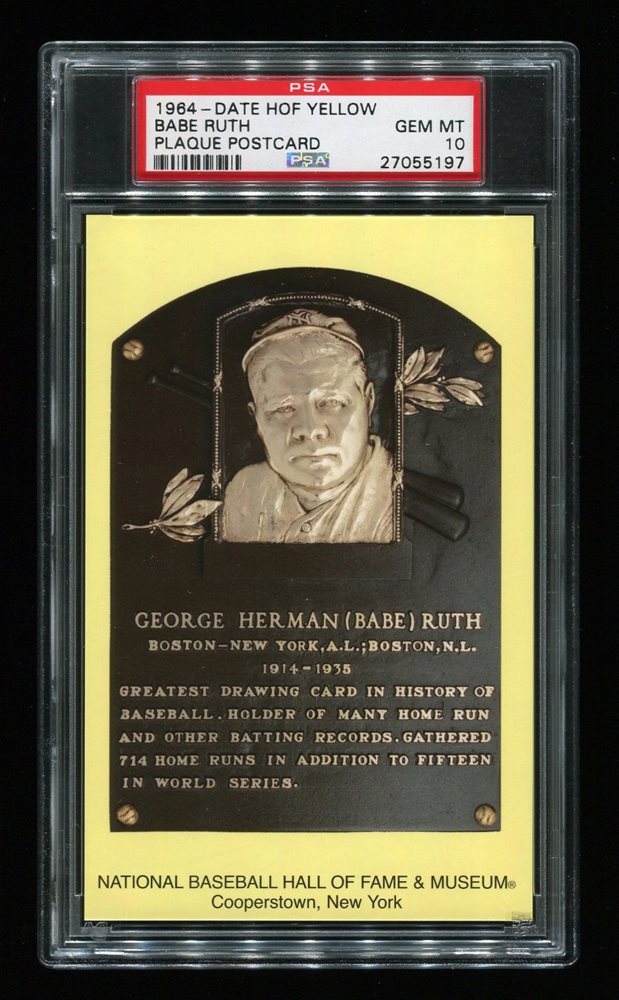 PSA
1964-DATE HOF YELLOW
BABE RUTH GEM MT
PLAQUE POSTCARD 10
PSA 27055197
GEORGE HERMAN (BABE) RUTH
BOSTON-NEW YORK, A.L.; BOSTON, N.L.
1914-1935
GREATEST DRAWING CARD IN HISTORY OF
BASEBALL. HOLDER OF MANY HOME RUN
AND OTHER BATTING RECORDS. GATHERED
714 HOME RUNS IN ADDITION TO FIFTEEN
IN WORLD SERIES.
NATIONAL BASEBALL HALL OF FAME & MUSEUM®
Cooperstown, New York